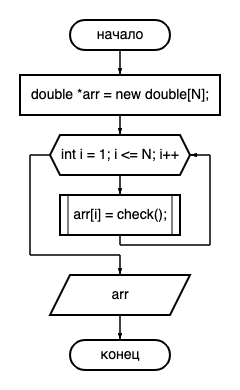 начало
double *arr = new double[N];
int i = 1; i <= N; i++
arr[i] = check();
arr
конец